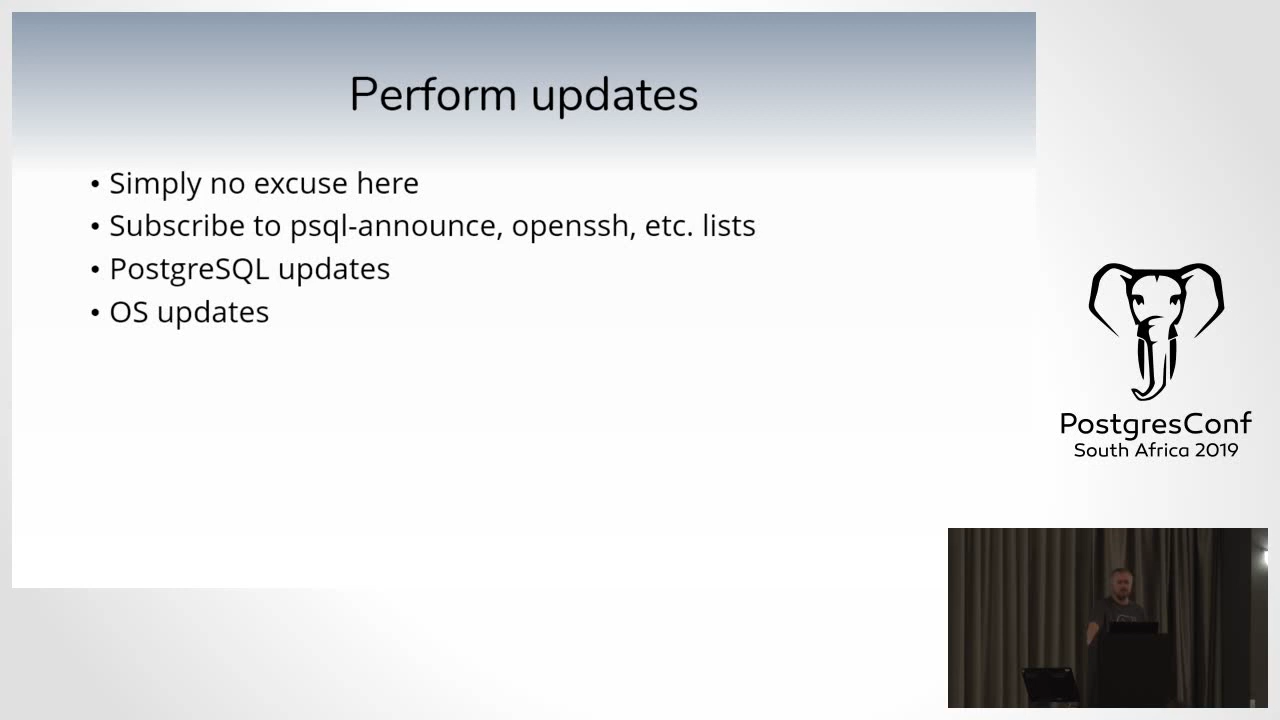 Perform updates
• Simply no excuse here
• Subscribe to psql-announce, openssh, etc. lists
• PostgreSQL updates
• OS updates
PostgresConf
South Africa 2019